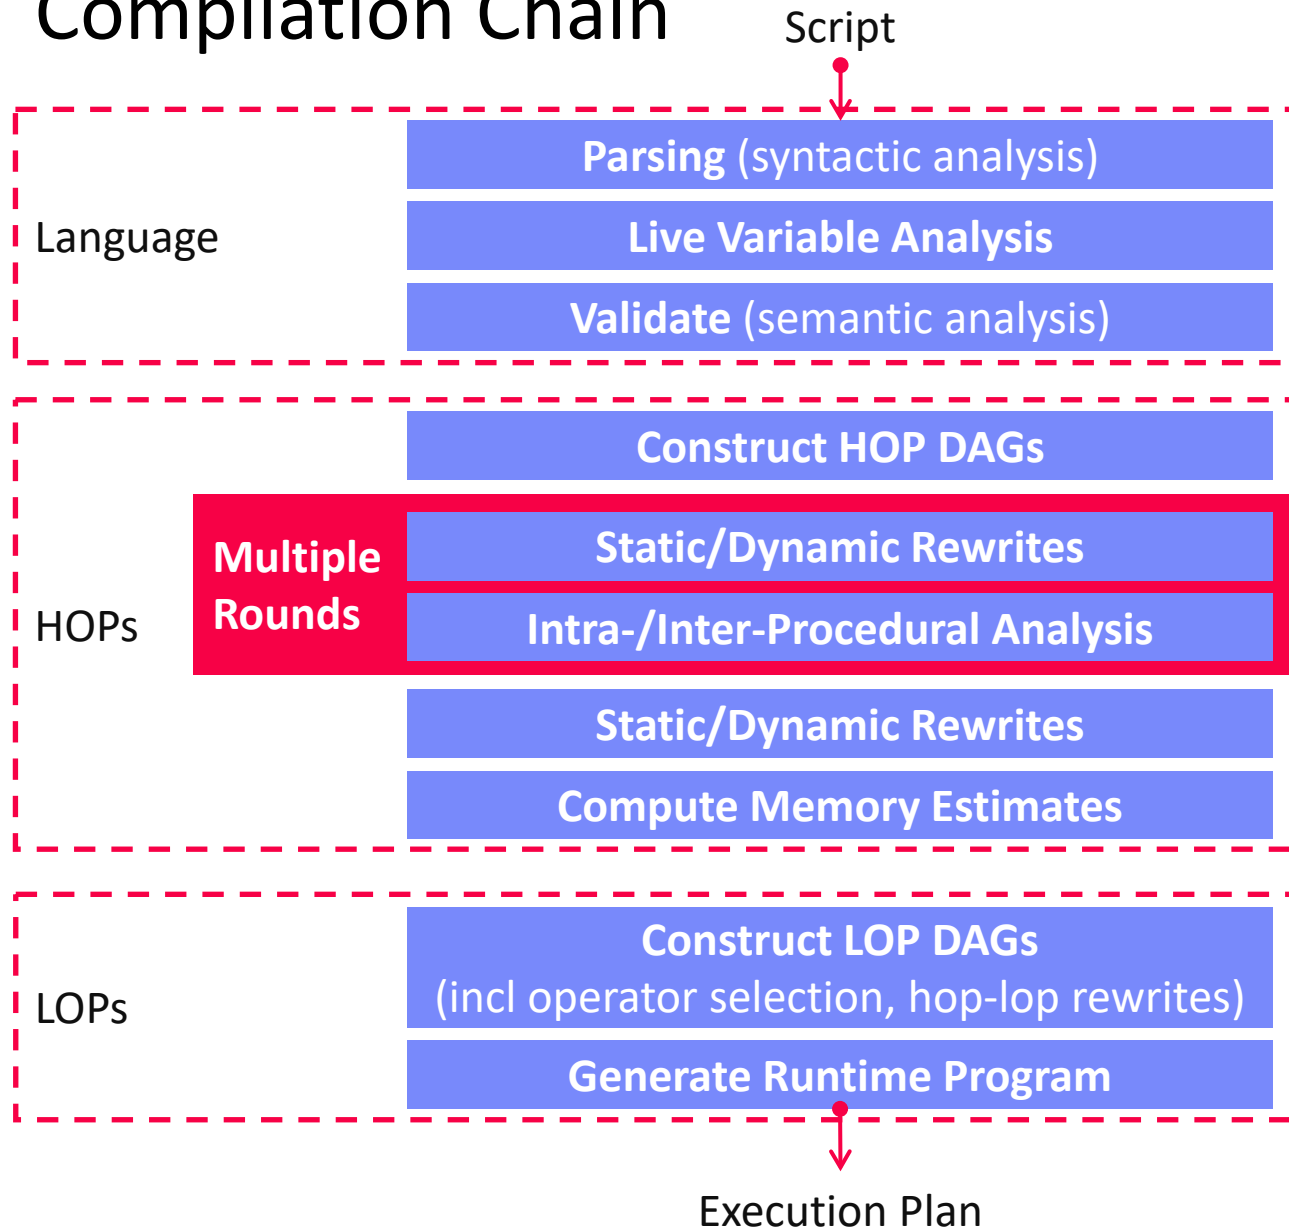 Compilation Chain
Script
Language
Parsing (syntactic analysis)
Live Variable Analysis
Validate (semantic analysis)
HOPs
Construct HOP DAGs
Multiple
Rounds
Static/Dynamic Rewrites
Intra-/Inter-Procedural Analysis
Static/Dynamic Rewrites
Compute Memory Estimates
LOPs
Construct LOP DAGs
(incl operator selection, hop-lop rewrites)
Generate Runtime Program
Execution Plan